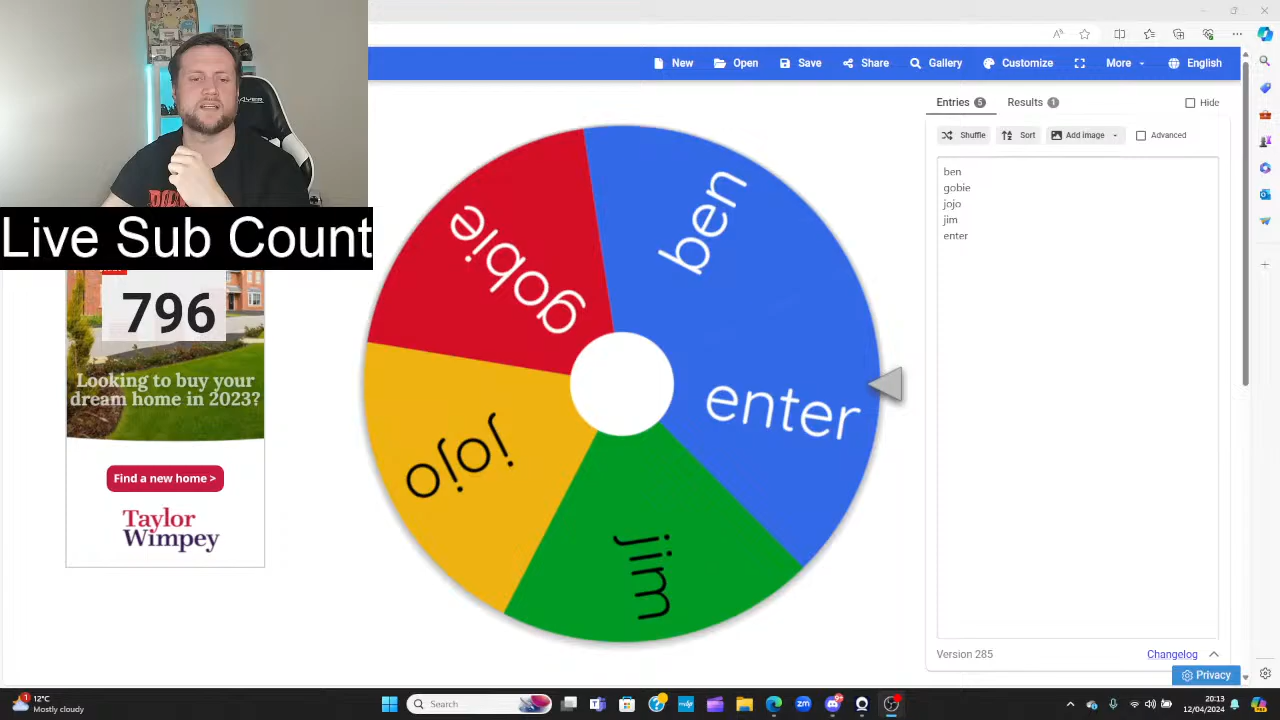 Live Sub Count
796
Looking to buy your
dream home in 2023?
Find a new home >
Taylor
Wimpey
New
Open
Save
Share
Gallery
Customize
More
English
Entries 5
Results 1
Hide
Shuffle
Sort
Add image
Advanced
ben
gobie
jojo
jim
enter
ben
gobie
jojo
jim
enter
Version 285
Changelog
Privacy
1
12°C
Mostly cloudy
Search
20:13
12/04/2024